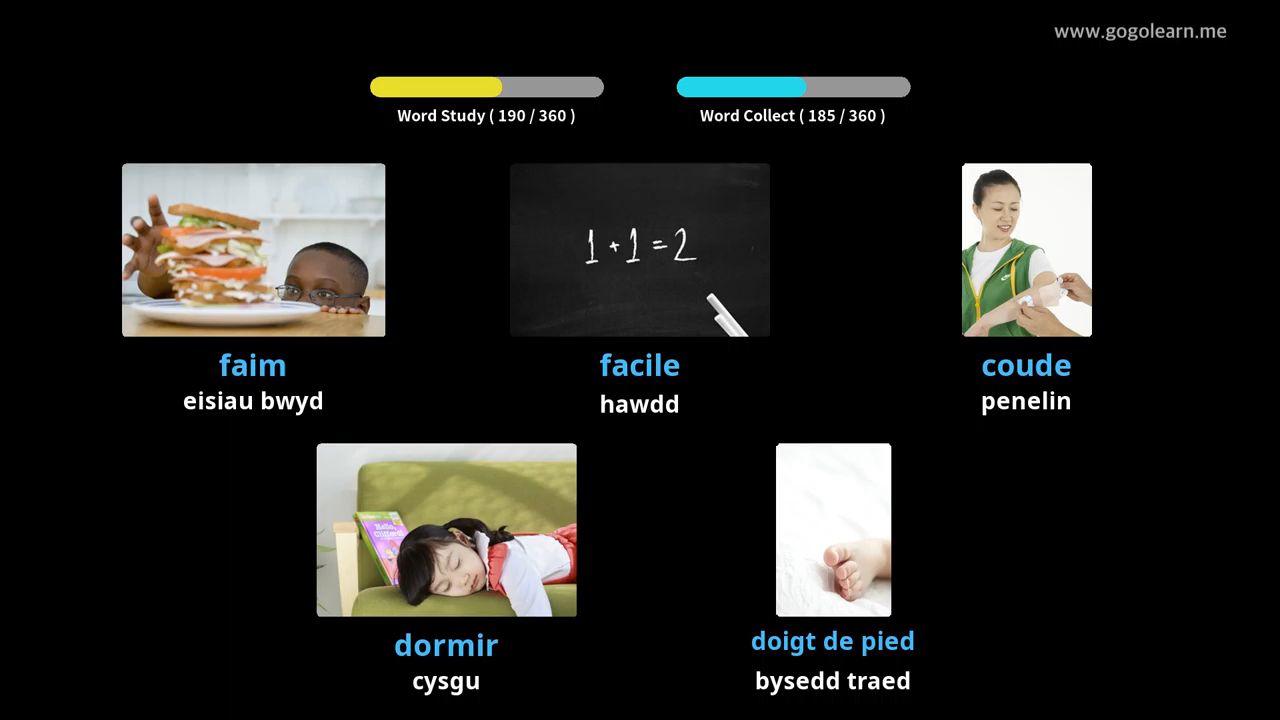 www.gogolearn.me
Word Study ( 190 / 360 )
Word Collect ( 185 / 360 )
1 + 1 = 2
faim
eisiau bwyd
facile
hawdd
coude
penelin
Hello,
dormir
cysgu
doigt de pied
bysedd traed